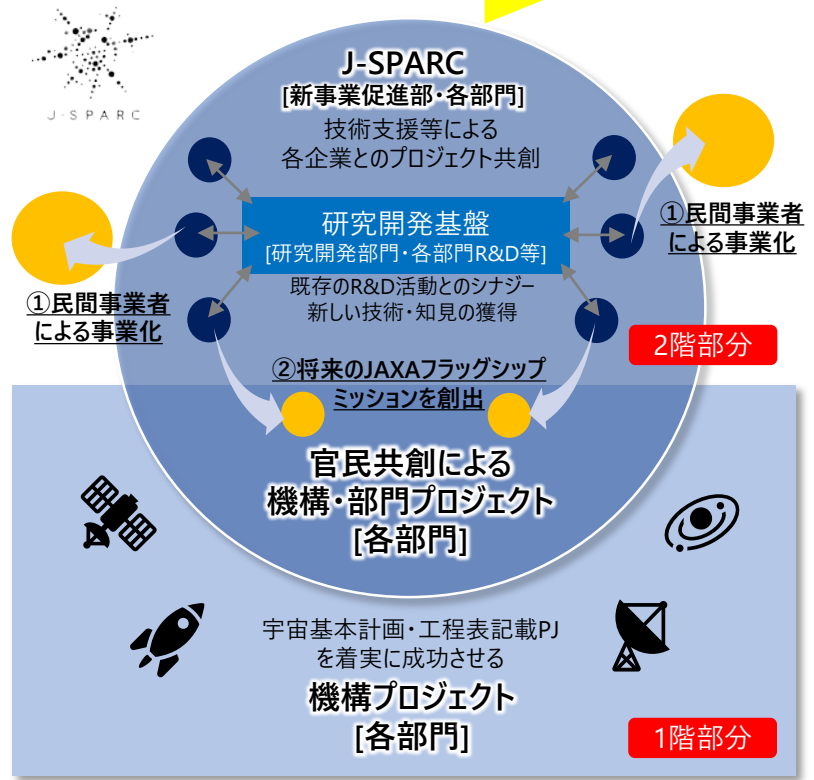 J-SPARC
J-SPARC
[新事業促進部・各部門]
技術支援等による
各企業とのプロジェクト共創
研究開発基盤
[研究開発部門・各部門R&D等]
既存のR&D活動とのシナジー
新しい技術・知見の獲得
①民間事業者
による事業化
①民間事業者
による事業化
2階部分
②将来のJAXAフラッグシップ
ミッションを創出
官民共創による
機構・部門プロジェクト
[各部門]
宇宙基本計画・工程表記載PJ
を着実に成功させる
機構プロジェクト
[各部門]
1階部分